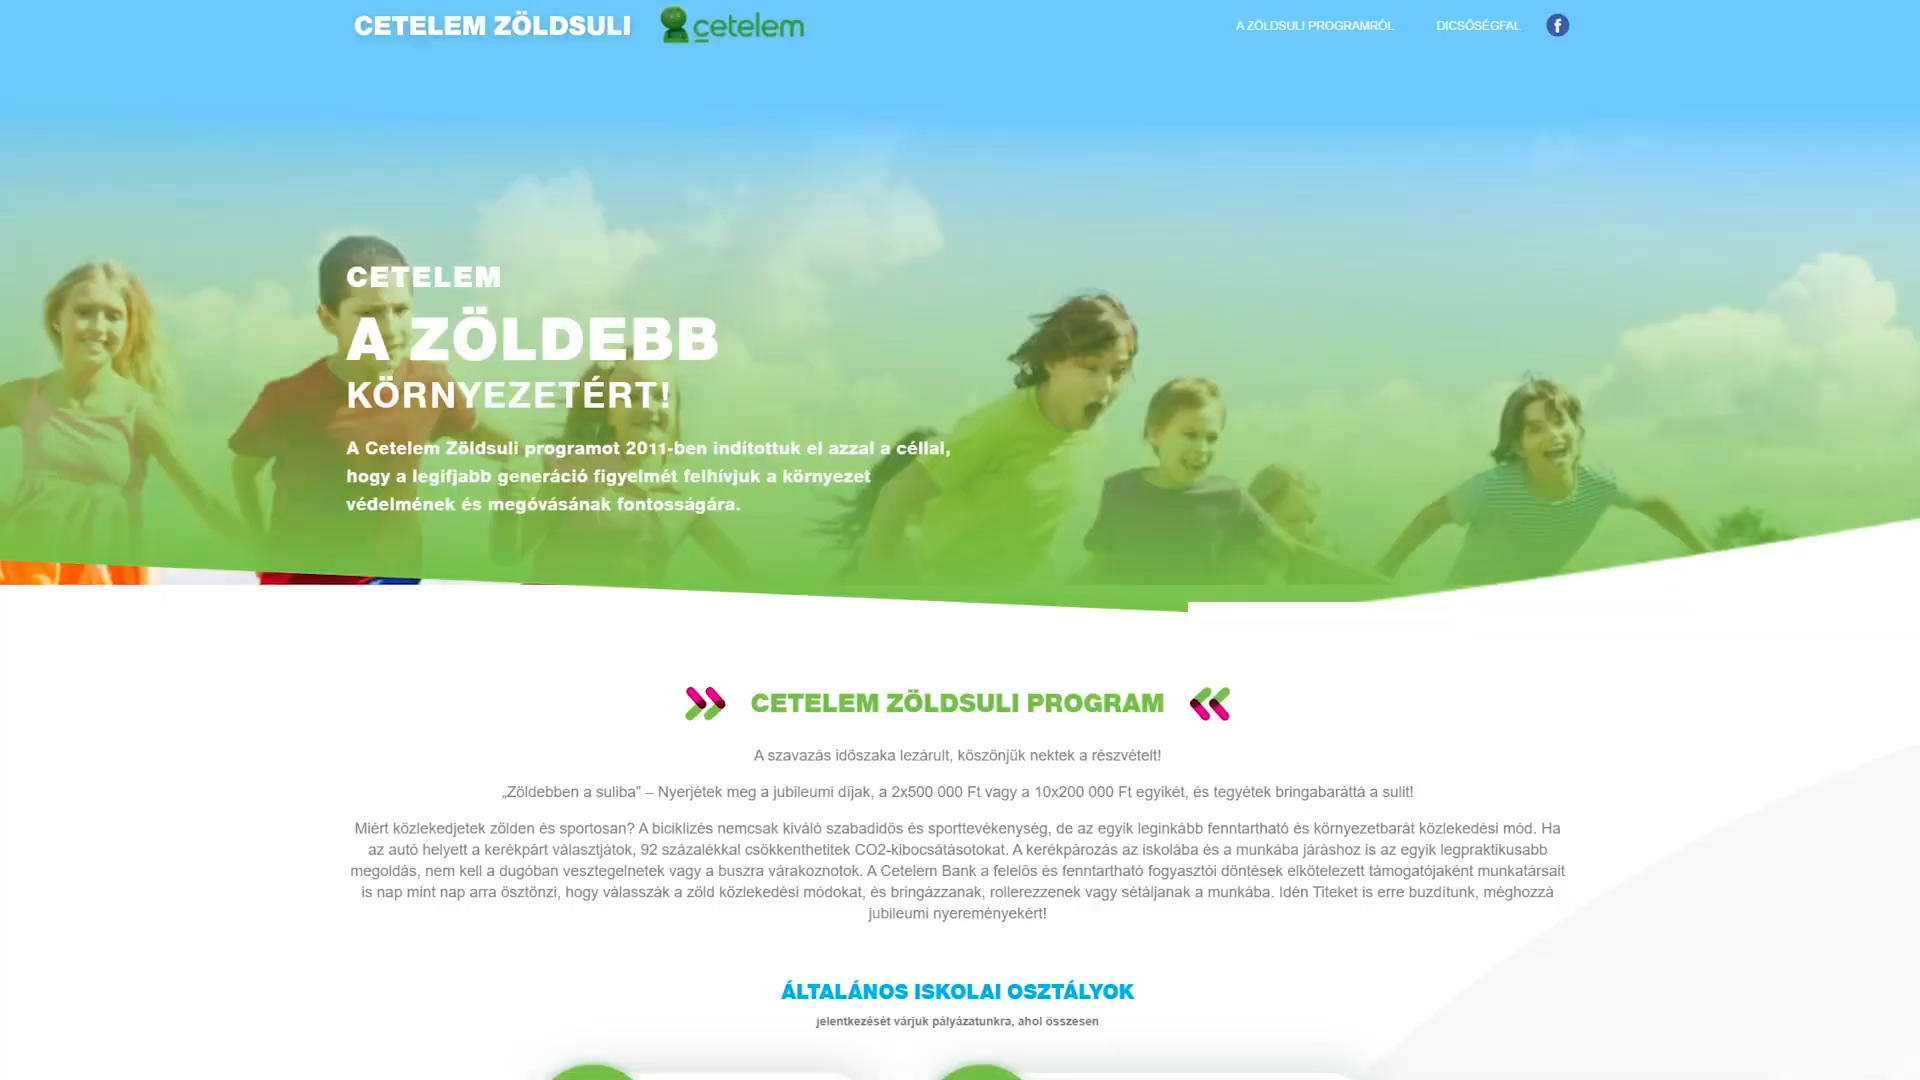 CETELEM ZÖLDSULI
cetelem
A ZÖLDSULI PROGRAMRÓL
DICSŐSÉGFAL
CETELEM
A ZÖLDEBB
KÖRNYEZETÉRT!
A Cetelem Zöldsuli programot 2011-ben indítottuk el azzal a céllal,
hogy a legifjabb generáció figyelmét felhívjuk a környezet
védelmének és megóvásának fontosságára.
CETELEM ZÖLDSULI PROGRAM
A szavazás időszaka lezárult, köszönjük nektek a részvételt!
„Zöldebben a suliba” – Nyerjétek meg a jubileumi díjak, a 2x500 000 Ft vagy a 10x200 000 Ft egyikét, és tegyétek bringabaráttá a sulit!
Miért közlekedjetek zölden és sportosan? A biciklizés nemcsak kiváló szabadidős és sporttevékenység, de az egyik leginkább fenntartható és környezetbarát közlekedési mód. Ha
az autó helyett a kerékpárt választjátok, 92 százalékkal csökkenthetitek CO2-kibocsátásotokat. A kerékpározás az iskolába és a munkába járáshoz is az egyik legpraktikusabb
megoldás, nem kell a dugóban vesztegelnetek vagy a buszra várakoznotok. A Cetelem Bank a felelős és fenntartható fogyasztói döntések elkötelezett támogatójaként munkatársait
is nap mint nap arra ösztönzi, hogy válasszák a zöld közlekedési módokat, és bringázzanak, rollerezzenek vagy sétáljanak a munkába. Idén Titeket is erre buzdítunk, méghozzá
jubileumi nyereményekért!
ÁLTALÁNOS ISKOLAI OSZTÁLYOK
jelentkezését várjuk pályázatunkra, ahol összesen